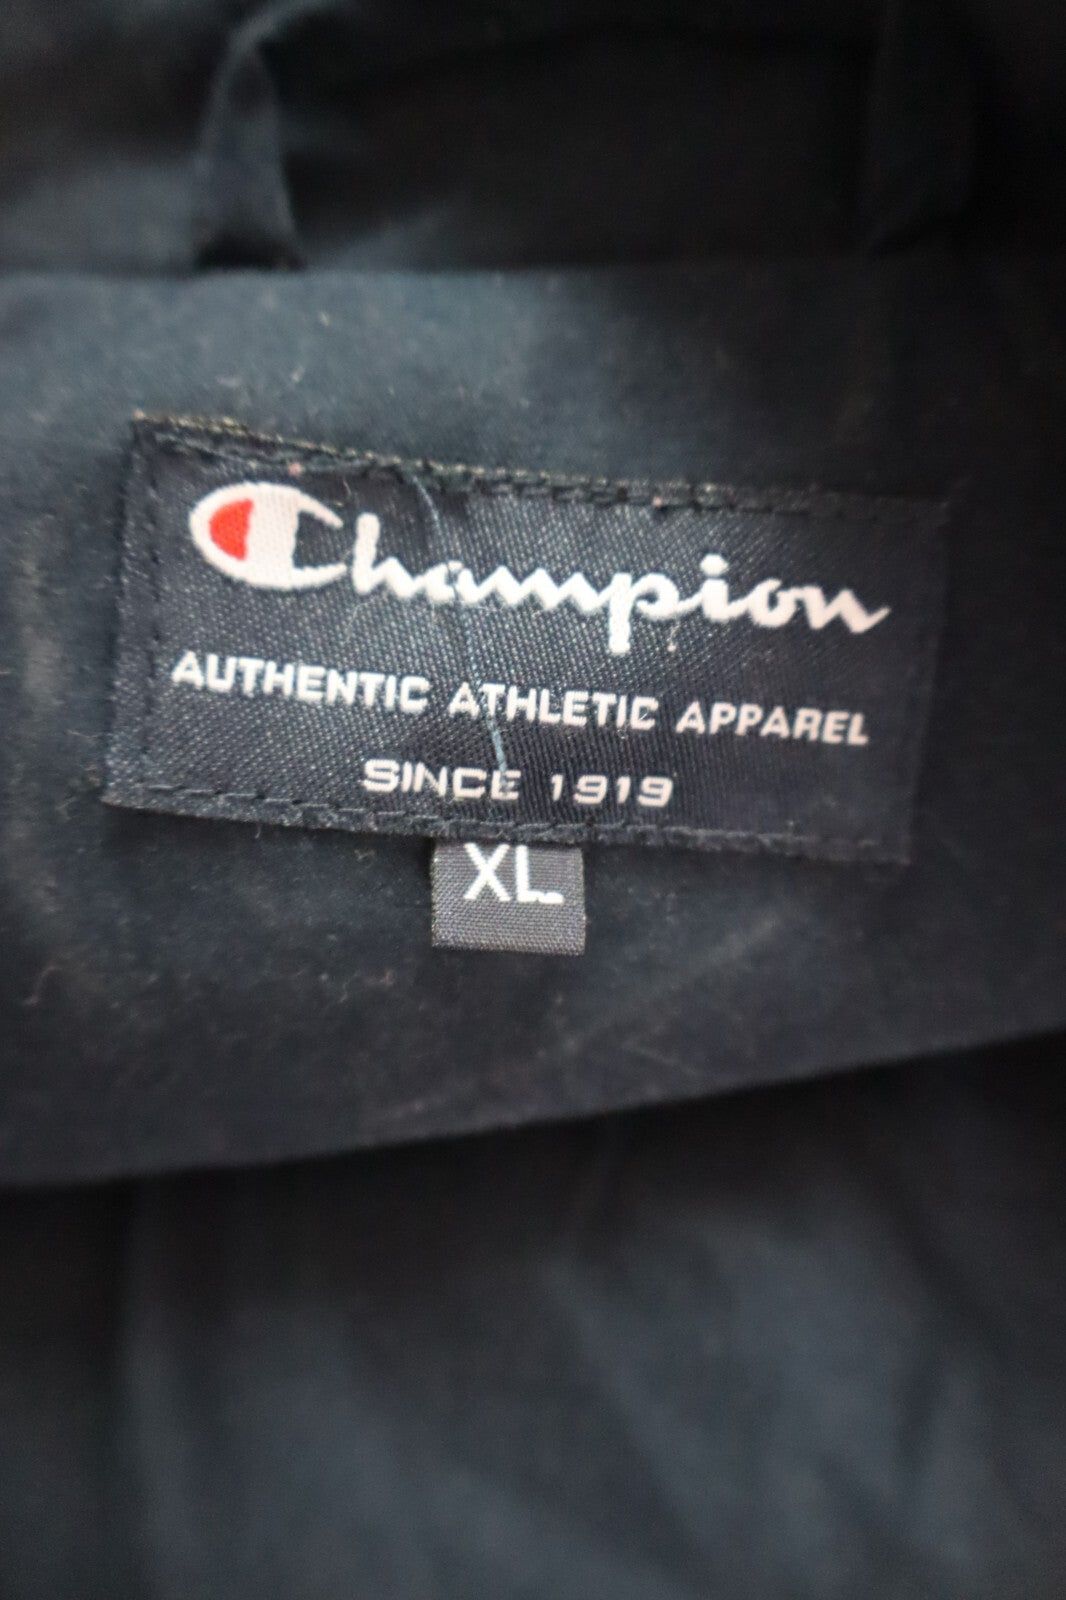 Champion
AUTHENTIC ATHLETIC APPAREL
SINCE 1919
XL